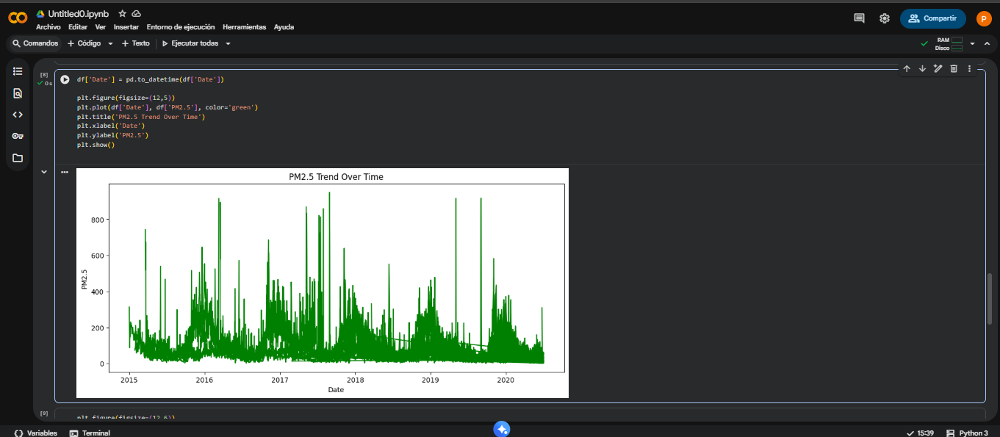 Untitled0.ipynb
Archivo Editar Ver Insertar Entorno de ejecución Herramientas Ayuda
Compartir
P
Comandos + Código + Texto Ejecutar todas
RAM
Disco
[8]
0 s
df['Date'] = pd.to_datetime(df['Date'])
plt.figure(figsize=(12,5))
plt.plot(df['Date'], df['PM2.5'], color='green')
plt.title('PM2.5 Trend Over Time')
plt.xlabel('Date')
plt.ylabel('PM2.5')
plt.show()
PM2.5 Trend Over Time
800
600
400
200
0
PM2.5
2015 2016 2017 2018 2019 2020
Date
[9]
plt.figure(figsize=(12,6))
Variables Terminal
15:39 Python 3